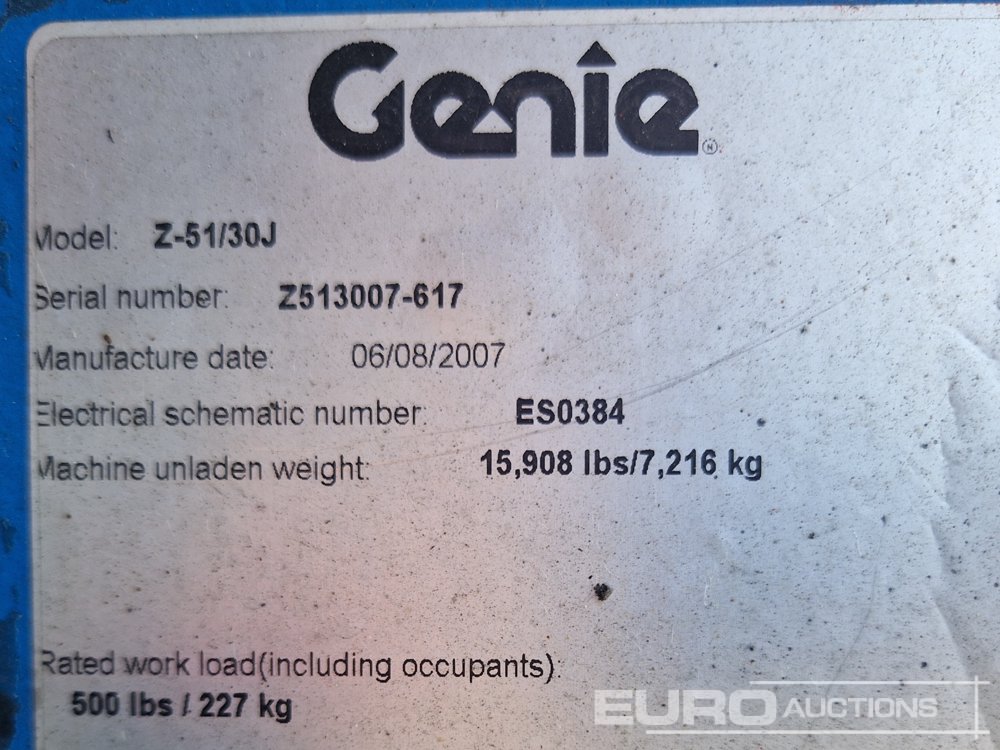 Genie
Model: Z-51/30J
Serial number: Z513007-617
Manufacture date: 06/08/2007
Electrical schematic number: ES0384
Machine unladen weight: 15,908 lbs/7,216 kg
Rated work load(including occupants):
500 lbs / 227 kg
EURO AUCTIONS